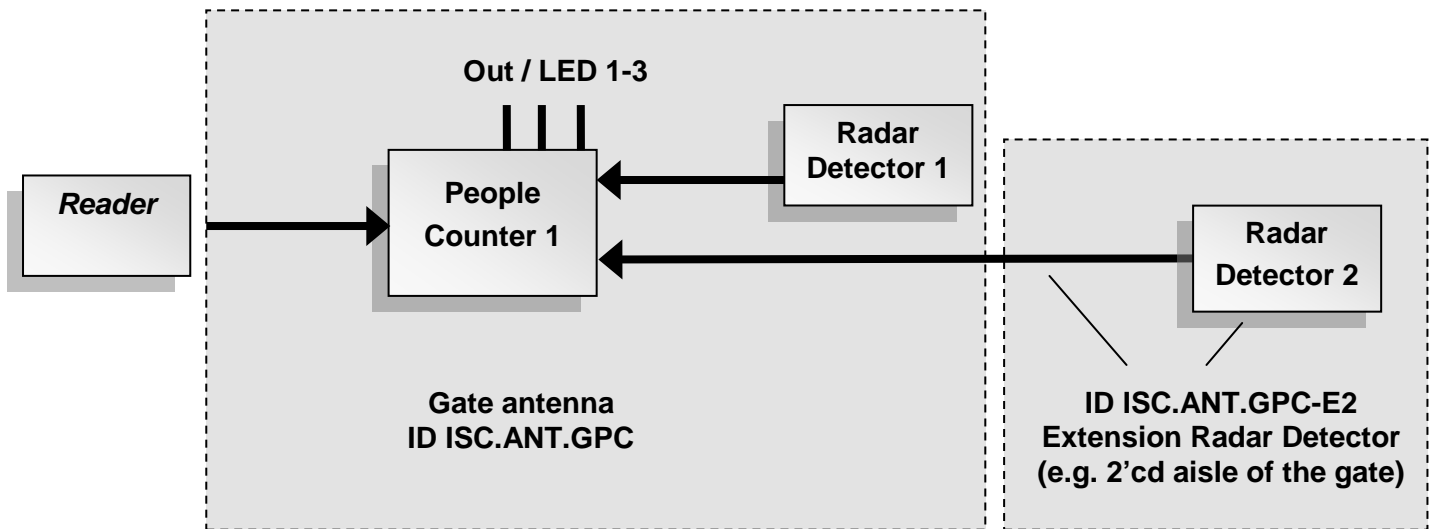 Out / LED 1-3
Radar
Detector 1
Reader
People
Counter 1
Radar
Detector 2
Gate antenna
ID ISC.ANT.GPC
ID ISC.ANT.GPC-E2
Extension Radar Detector
(e.g. 2’cd aisle of the gate)